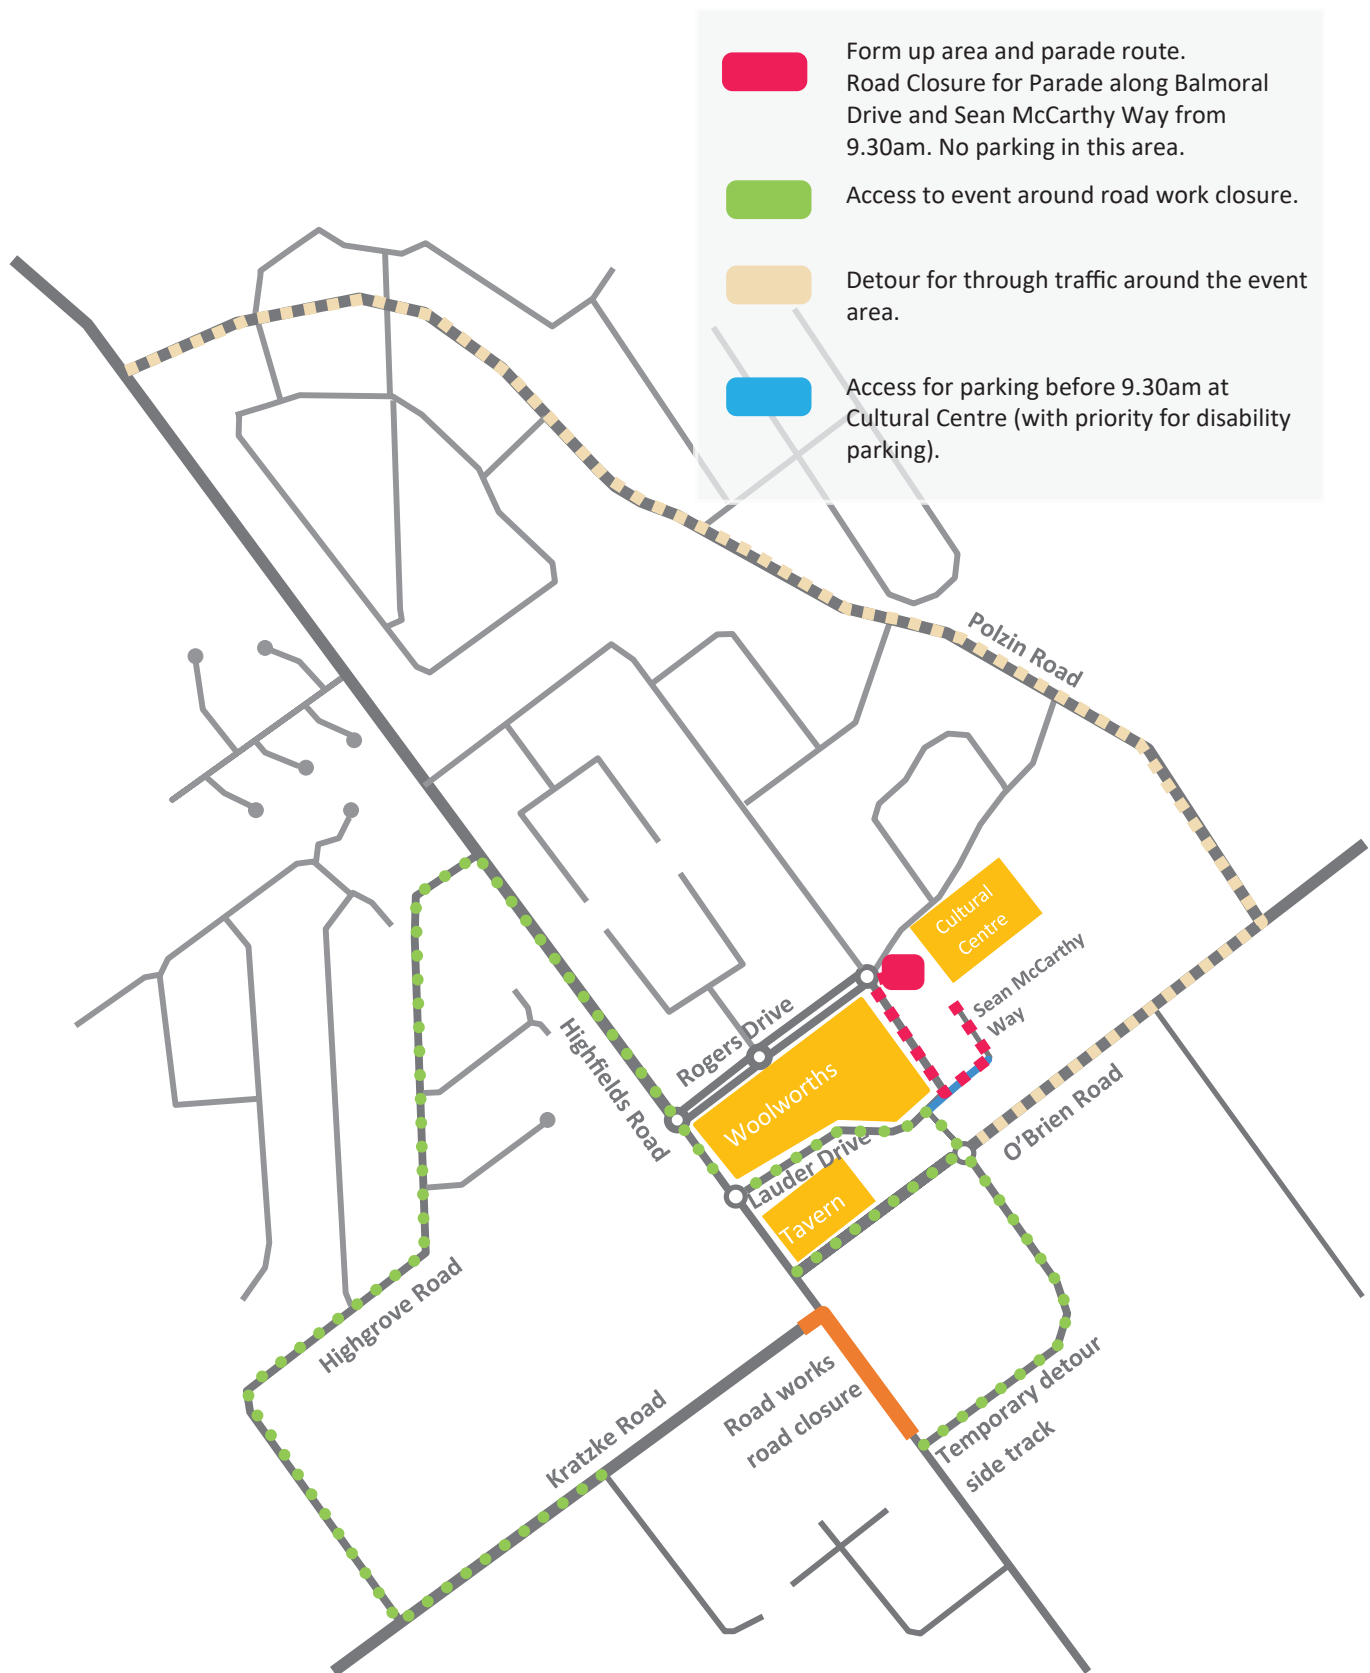 Form up area and parade route.
Road Closure for Parade along Balmoral
Drive and Sean McCarthy Way from
9.30am. No parking in this area.
Access to event around road work closure.
Detour for through traffic around the event
area.
Access for parking before 9.30am at
Cultural Centre (with priority for disability
parking).
Polzin Road
Cultural
Centre
Sean McCarthy
Way
Rogers Drive
Highfields Road
Woolworths
O'Brien Road
Lauder Drive
Tavern
Highgrove Road
Kratzke Road
Road works
road closure
Temporary detour
side track